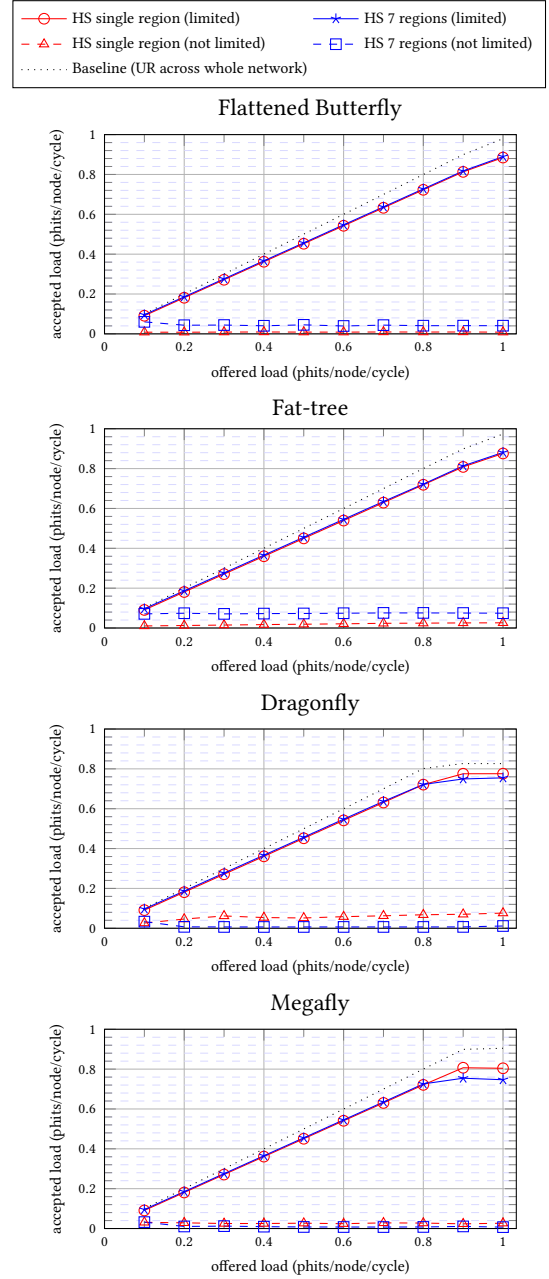 HS single region (limited) HS 7 regions (limited)
HS single region (not limited) HS 7 regions (not limited)
Baseline (UR across whole network)
Flattened Butterfly
1
0.8
0.6
0.4
0.2
0
accepted load (phits/node/cycle)
0 0.2 0.4 0.6 0.8 1
offered load (phits/node/cycle)
Fat-tree
1
0.8
0.6
0.4
0.2
0
accepted load (phits/node/cycle)
0 0.2 0.4 0.6 0.8 1
offered load (phits/node/cycle)
Dragonfly
1
0.8
0.6
0.4
0.2
0
accepted load (phits/node/cycle)
0 0.2 0.4 0.6 0.8 1
offered load (phits/node/cycle)
Megafly
1
0.8
0.6
0.4
0.2
0
accepted load (phits/node/cycle)
0 0.2 0.4 0.6 0.8 1
offered load (phits/node/cycle)